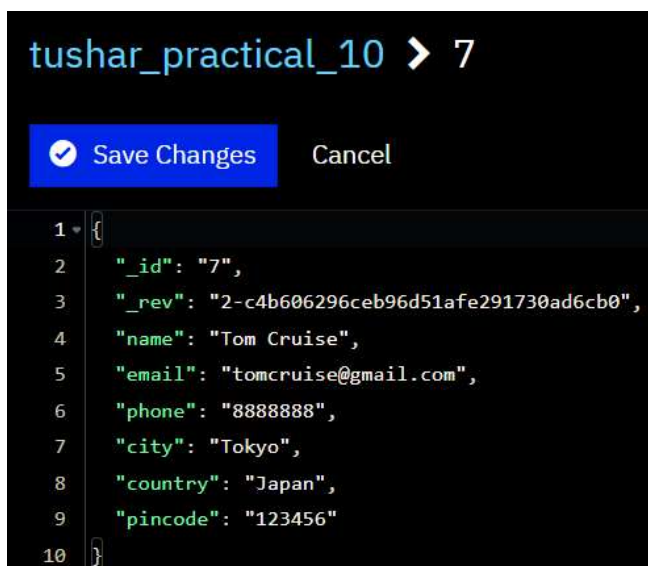 tushar_practical_10 > 7
Save Changes Cancel
1 {
2 "_id": "7",
3 "_rev": "2-c4b606296ceb96d51afe291730ad6cb0",
4 "name": "Tom Cruise",
5 "email": "tomcruise@gmail.com",
6 "phone": "8888888",
7 "city": "Tokyo",
8 "country": "Japan",
9 "pincode": "123456"
10 }